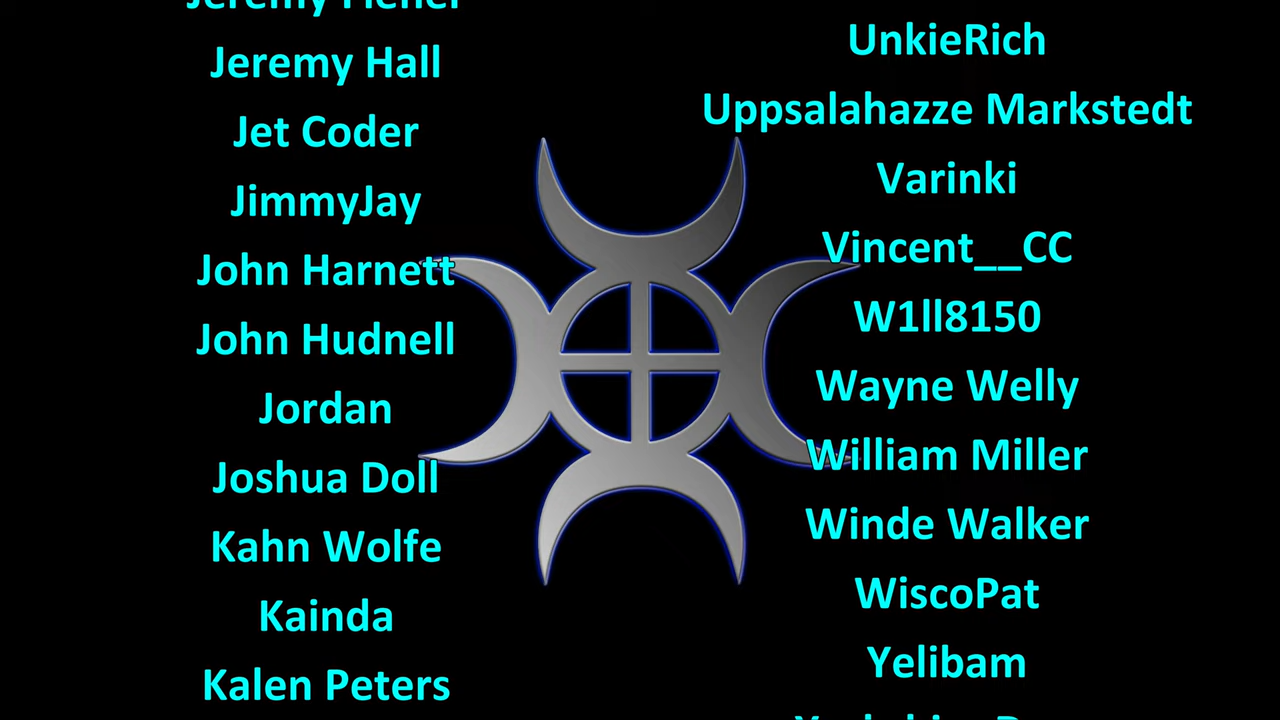 Jeremy Hall
Jet Coder
JimmyJay
John Harnett
John Hudnell
Jordan
Joshua Doll
Kahn Wolfe
Kainda
Kalen Peters
UnkieRich
Uppsalahazze Markstedt
Varinki
Vincent__CC
W1ll8150
Wayne Welly
William Miller
Winde Walker
WiscoPat
Yelibam